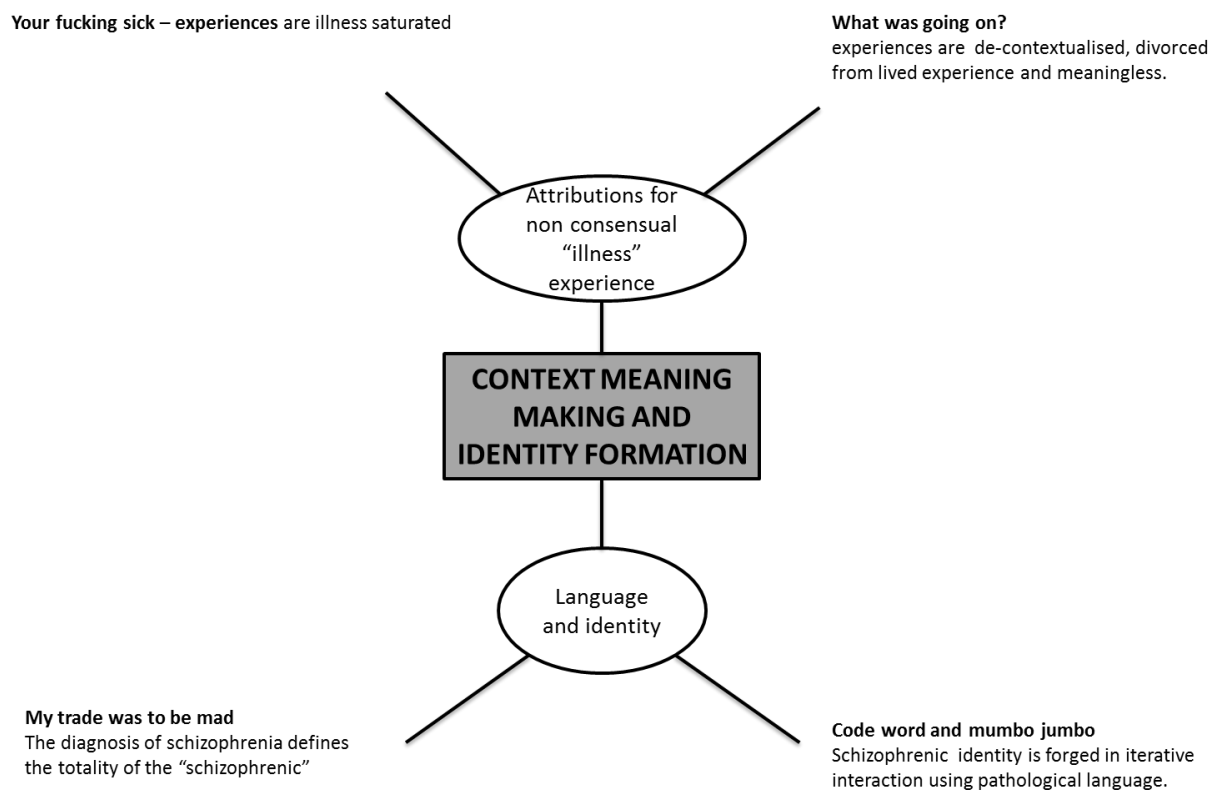 Your fucking sick – experiences are illness saturated
What was going on?
experiences are de-contextualised, divorced
from lived experience and meaningless.
Attributions for
non consensual
“illness”
experience
CONTEXT MEANING
MAKING AND
IDENTITY FORMATION
Language
and identity
My trade was to be mad
The diagnosis of schizophrenia defines
the totality of the “schizophrenic”
Code word and mumbo jumbo
Schizophrenic identity is forged in iterative
interaction using pathological language.